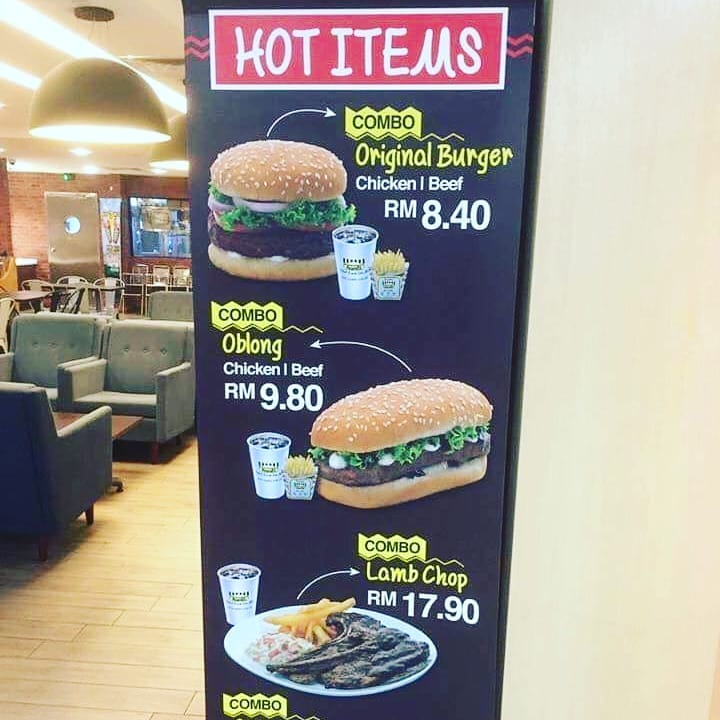 HOT ITEMS
COMBO
Original Burger
Chicken | Beef
RM 8.40
COMBO
Oblong
Chicken | Beef
RM 9.80
COMBO
Lamb Chop
RM 17.90
COMBO